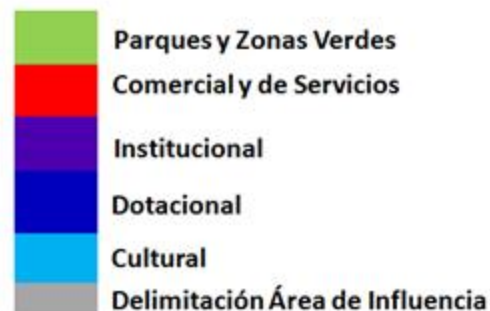 Parques y Zonas Verdes
Comercial y de Servicios
Institucional
Dotacional
Cultural
Delimitación Área de Influencia